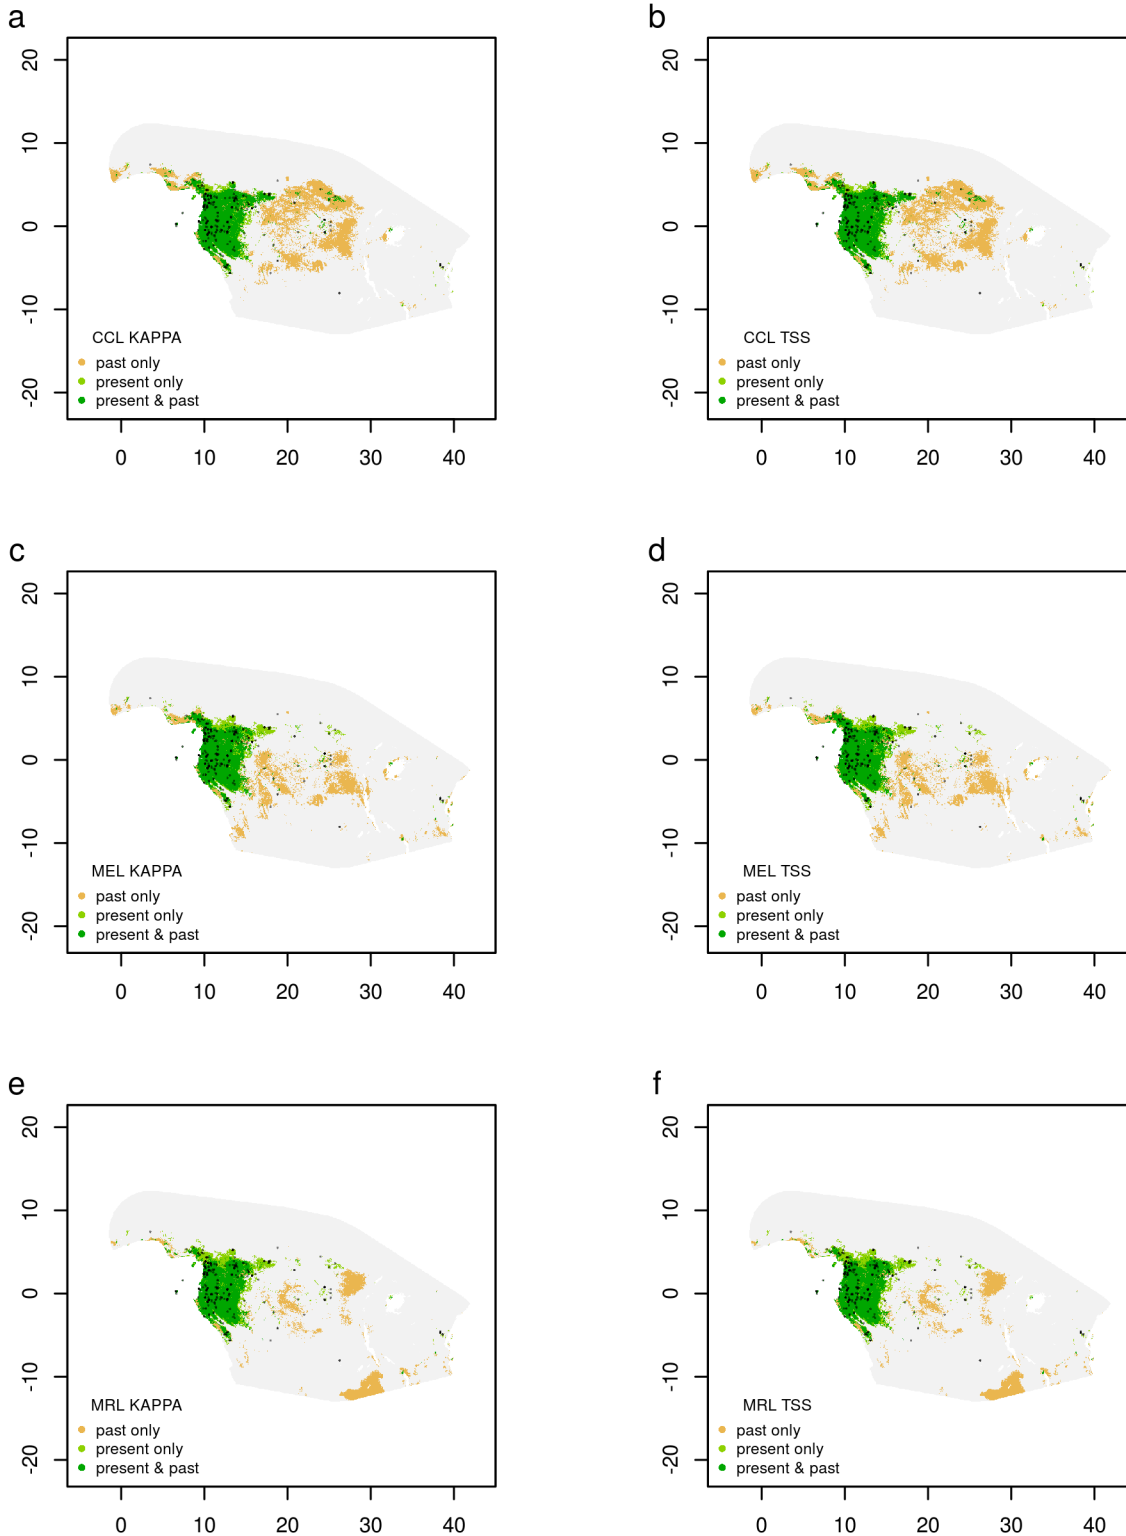 a
20
10
0
-10
-20
CCL KAPPA
past only
present only
present & past
0 10 20 30 40
b
20
10
0
-10
-20
CCL TSS
past only
present only
present & past
0 10 20 30 40
c
20
10
0
-10
-20
MEL KAPPA
past only
present only
present & past
0 10 20 30 40
d
20
10
0
-10
-20
MEL TSS
past only
present only
present & past
0 10 20 30 40
e
20
10
0
-10
-20
MRL KAPPA
past only
present only
present & past
0 10 20 30 40
f
20
10
0
-10
-20
MRL TSS
past only
present only
present & past
0 10 20 30 40